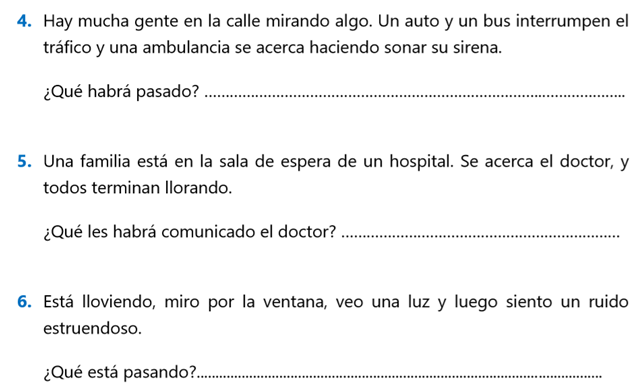 4. Hay mucha gente en la calle mirando algo. Un auto y un bus interrumpen el
tráfico y una ambulancia se acerca haciendo sonar su sirena.
¿Qué habrá pasado? ....................................................................................................
5. Una familia está en la sala de espera de un hospital. Se acerca el doctor, y
todos terminan llorando.
¿Qué les habrá comunicado el doctor? ..................................................................
6. Está lloviendo, miro por la ventana, veo una luz y luego siento un ruido
estruendoso.
¿Qué está pasando?.................................................................................................